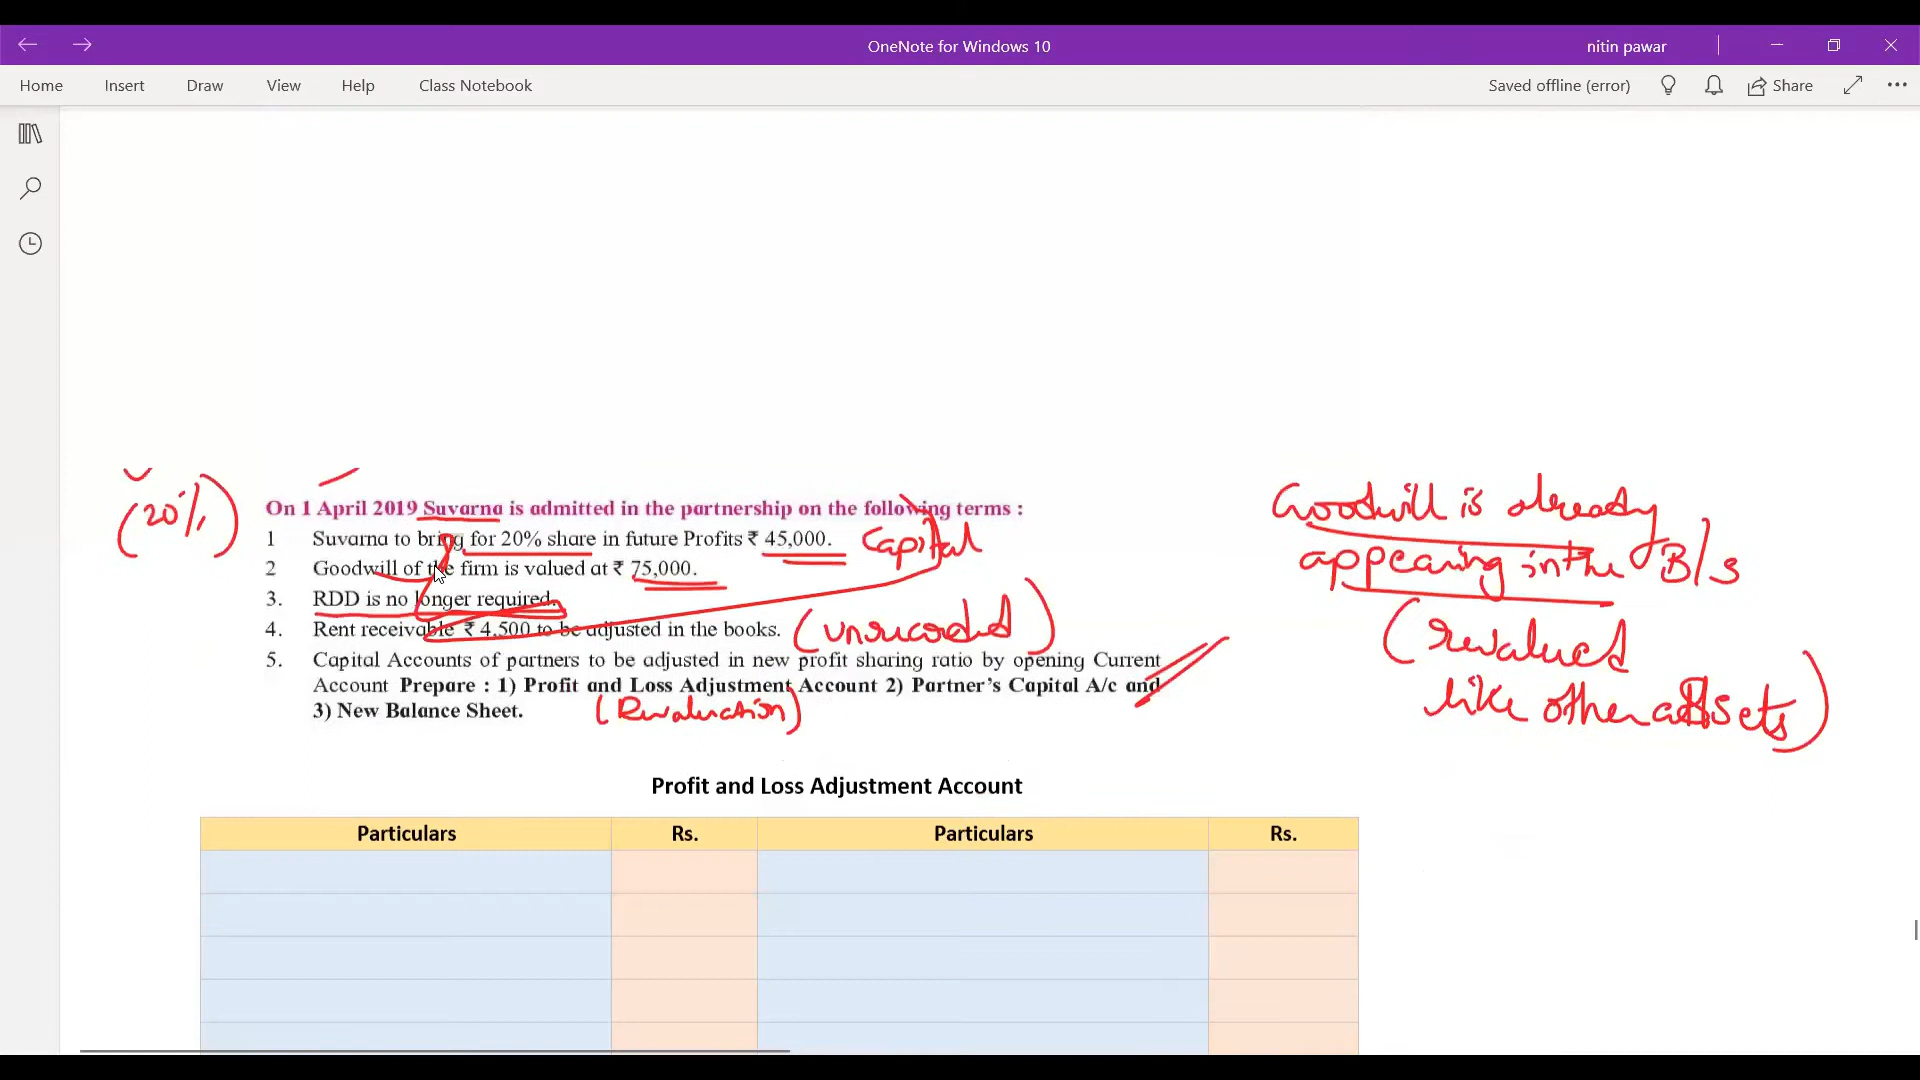 OneNote for Windows 10
nitin pawar
Home Insert Draw View Help Class Notebook
Saved offline (error) Share
(20%)
On 1 April 2019 Suvarna is admitted in the partnership on the following terms :
1 Suvarna to bring for 20% share in future Profits ₹ 45,000. Capital
2 Goodwill of the firm is valued at ₹ 75,000.
3. RDD is no longer required.
4. Rent receivable ₹ 4,500 to be adjusted in the books. (unrecorded)
5. Capital Accounts of partners to be adjusted in new profit sharing ratio by opening Current
Account Prepare : 1) Profit and Loss Adjustment Account 2) Partner's Capital A/c and
3) New Balance Sheet. (Revaluation)
Goodwill is already
appearing in the B/s
(revalued
like other assets)
Profit and Loss Adjustment Account
Particulars Rs. Particulars Rs.